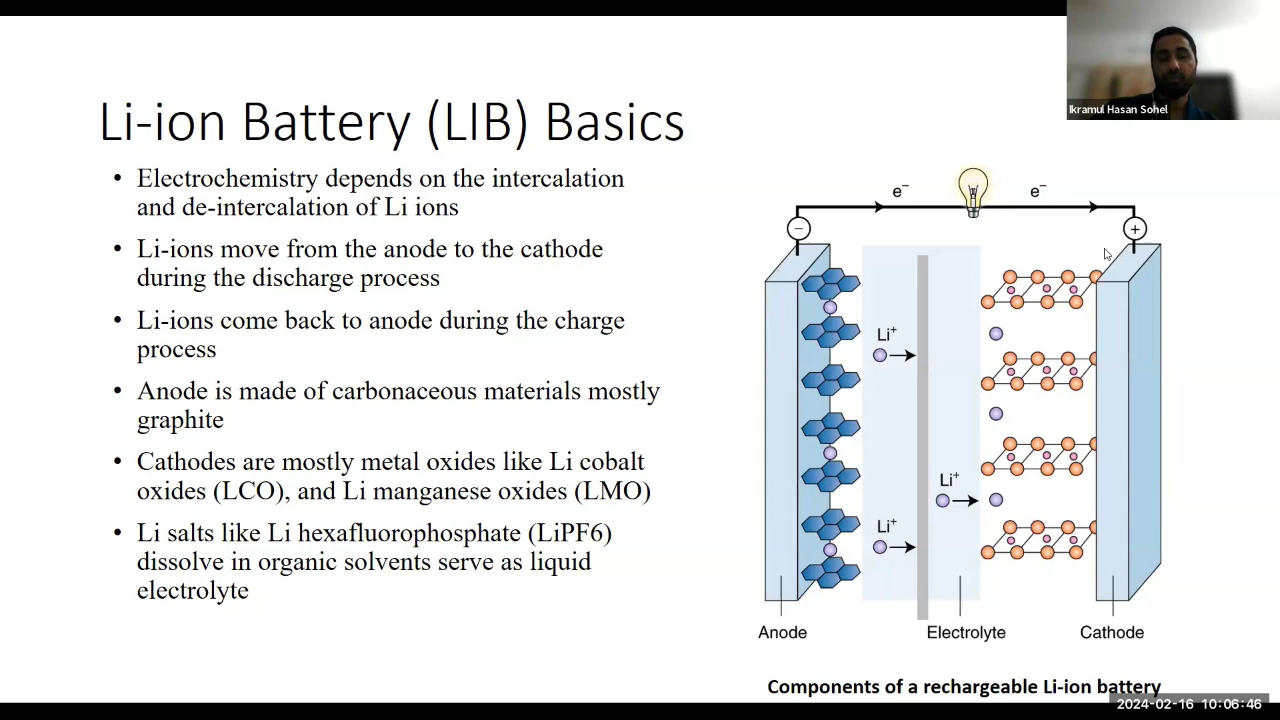 Ikramul Hasan Sohel
Li-ion Battery (LIB) Basics
• Electrochemistry depends on the intercalation
and de-intercalation of Li ions
• Li-ions move from the anode to the cathode
during the discharge process
• Li-ions come back to anode during the charge
process
• Anode is made of carbonaceous materials mostly
graphite
• Cathodes are mostly metal oxides like Li cobalt
oxides (LCO), and Li manganese oxides (LMO)
• Li salts like Li hexafluorophosphate (LiPF6)
dissolve in organic solvents serve as liquid
electrolyte
e⁻ e⁻
− +
Li⁺
Li⁺
Li⁺
Anode Electrolyte Cathode
Components of a rechargeable Li-ion battery
2024-02-16 10:06:46